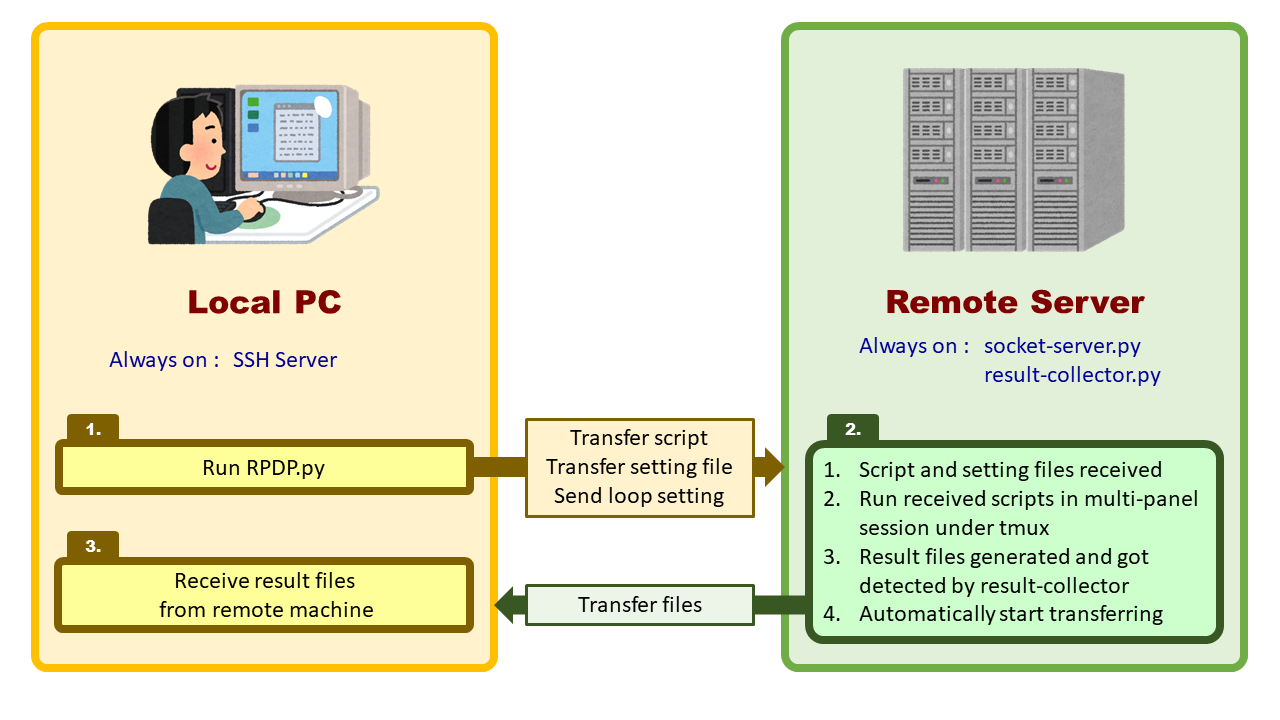 Local PC
Always on : SSH Server
1.
Run RPDP.py
3.
Receive result files
from remote machine
Transfer script
Transfer setting file
Send loop setting
Transfer files
Remote Server
Always on : socket-server.py
result-collector.py
2.
1. Script and setting files received
2. Run received scripts in multi-panel
session under tmux
3. Result files generated and got
detected by result-collector
4. Automatically start transferring